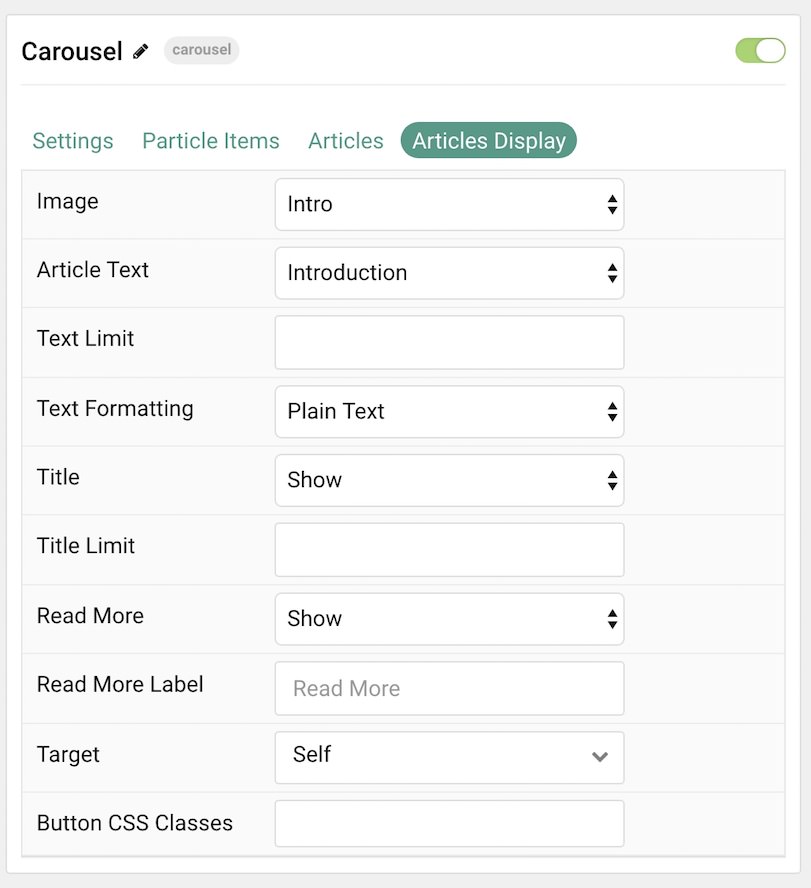 Carousel carousel
Settings Particle Items Articles Articles Display
Image Intro
Article Text Introduction
Text Limit
Text Formatting Plain Text
Title Show
Title Limit
Read More Show
Read More Label Read More
Target Self
Button CSS Classes